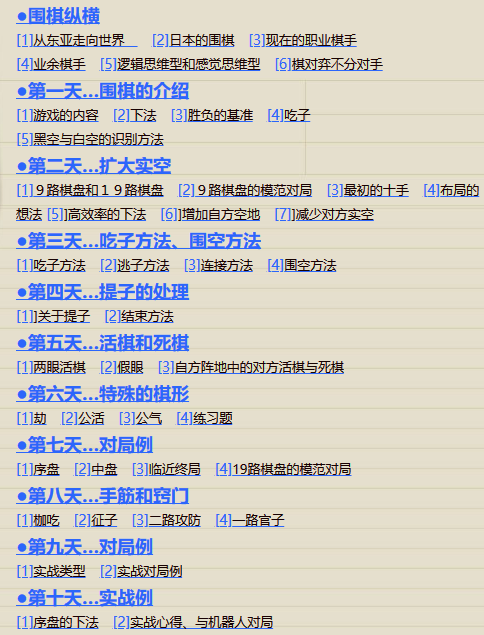 ●围棋纵横
[1]从东亚走向世界 [2]日本的围棋 [3]现在的职业棋手
[4]业余棋手 [5]逻辑思维型和感觉思维型 [6]棋对弈不分对手
●第一天…围棋的介绍
[1]游戏的内容 [2]下法 [3]胜负的基准 [4]吃子
[5]黑空与白空的识别方法
●第二天…扩大实空
[1]９路棋盘和１９路棋盘 [2]９路棋盘的模范对局 [3]最初的十手 [4]布局的
想法 [5]]高效率的下法 [6]]增加自方空地 [7]]减少对方实空
●第三天…吃子方法、围空方法
[1]吃子方法 [2]逃子方法 [3]连接方法 [4]围空方法
●第四天…提子的处理
[1]]关于提子 [2]结束方法
●第五天…活棋和死棋
[1]两眼活棋 [2]假眼 [3]自方阵地中的对方活棋与死棋
●第六天…特殊的棋形
[1]劫 [2]公活 [3]公气 [4]练习题
●第七天…对局例
[1]序盘 [2]中盘 [3]临近终局 [4]19路棋盘的模范对局
●第八天…手筋和窍门
[1]枷吃 [2]征子 [3]二路攻防 [4]一路官子
●第九天…对局例
[1]实战类型 [2]实战对局例
●第十天…实战例
[1]序盘的下法 [2]实战心得、与机器人对局